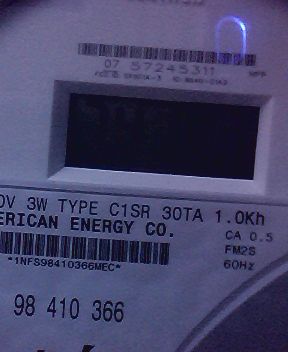 07 57245311
0V 3W TYPE C1SR 30TA 1.0Kh
ERICAN ENERGY CO.
CA 0.5
FM2S
60Hz
*1NFS98410366MEC*
98 410 366